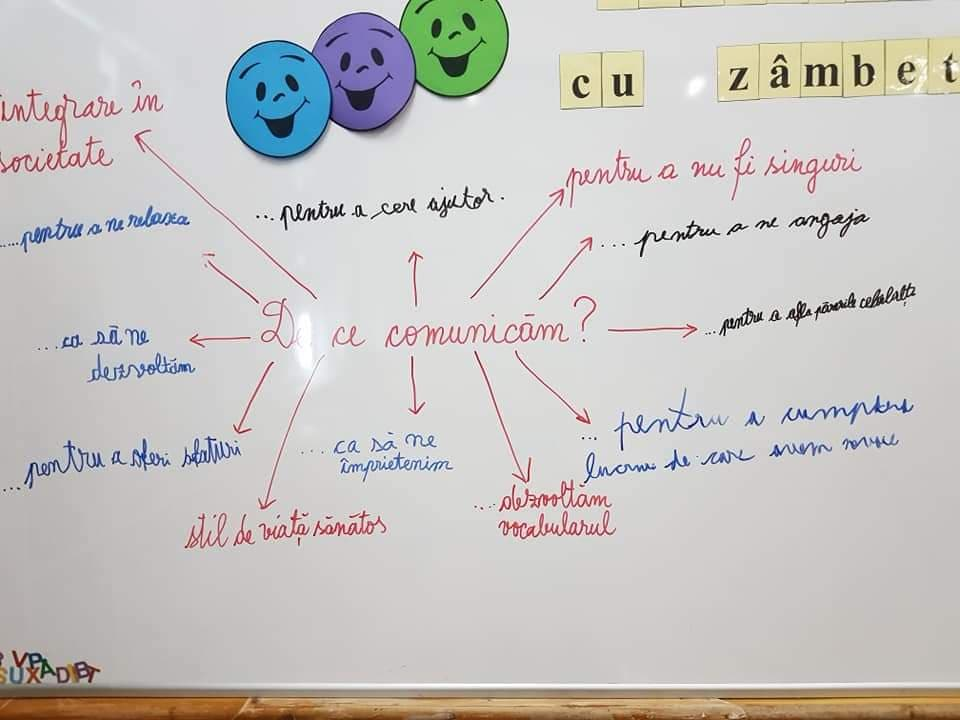 cu zâmbet
integrare în
societate
pentru a nu fi singuri
... pentru a cere ajutor.
..... pentru a ne relaxa
... pentru a ne angaja
De ce comunicăm?
... pentru a afla părerile celorlalți
... ca să ne
dezvoltăm
... pentru a cumpăra
lucruri de care avem nevoie
... pentru a oferi sfaturi
... ca să ne
împrietenim
.... dezvoltăm
vocabularul
stil de viață sănătos